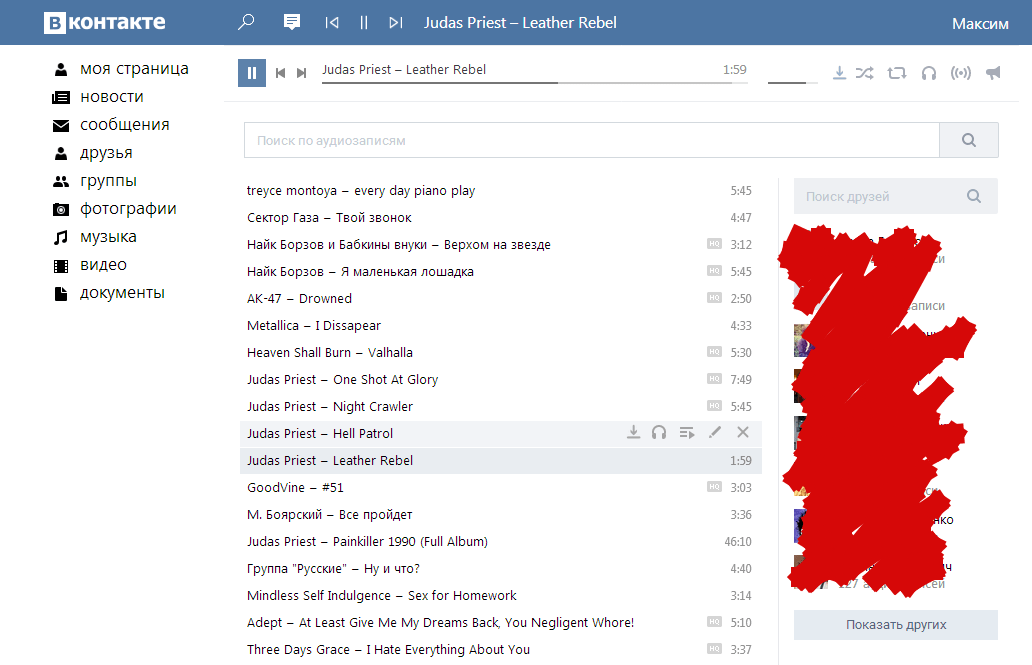 Вконтакте
Judas Priest – Leather Rebel
Максим
моя страница
новости
сообщения
друзья
группы
фотографии
музыка
видео
документы
Judas Priest – Leather Rebel 1:59
Поиск по аудиозаписям
treyce montoya – every day piano play 5:45
Сектор Газа – Твой звонок 4:47
Найк Борзов и Бабкины внуки – Верхом на звезде HQ 3:12
Найк Борзов – Я маленькая лошадка HQ 5:45
АК-47 – Drowned HQ 2:50
Metallica – I Dissapear 4:33
Heaven Shall Burn – Valhalla HQ 5:30
Judas Priest – One Shot At Glory HQ 7:49
Judas Priest – Night Crawler HQ 5:45
Judas Priest – Hell Patrol
Judas Priest – Leather Rebel 1:59
GoodVine – #51 HQ 3:03
М. Боярский – Все пройдет 3:36
Judas Priest – Painkiller 1990 (Full Album) 46:10
Группа "Русские" – Ну и что? 4:40
Mindless Self Indulgence – Sex for Homework 3:14
Adept – At Least Give Me My Dreams Back, You Negligent Whore! HQ 5:10
Three Days Grace – I Hate Everything About You HQ 3:37
Поиск друзей
Показать других